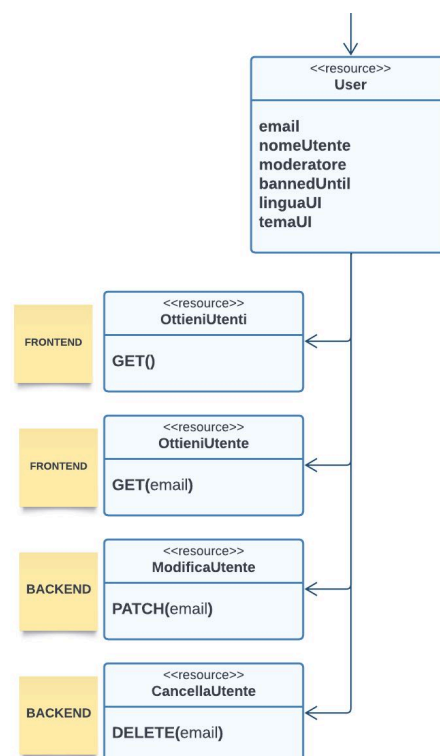 <<resource>>
User
email
nomeUtente
moderatore
bannedUntil
linguaUI
temaUI
<<resource>>
OttieniUtenti
FRONTEND
GET()
<<resource>>
OttieniUtente
FRONTEND
GET(email)
<<resource>>
ModificaUtente
BACKEND
PATCH(email)
<<resource>>
CancellaUtente
BACKEND
DELETE(email)